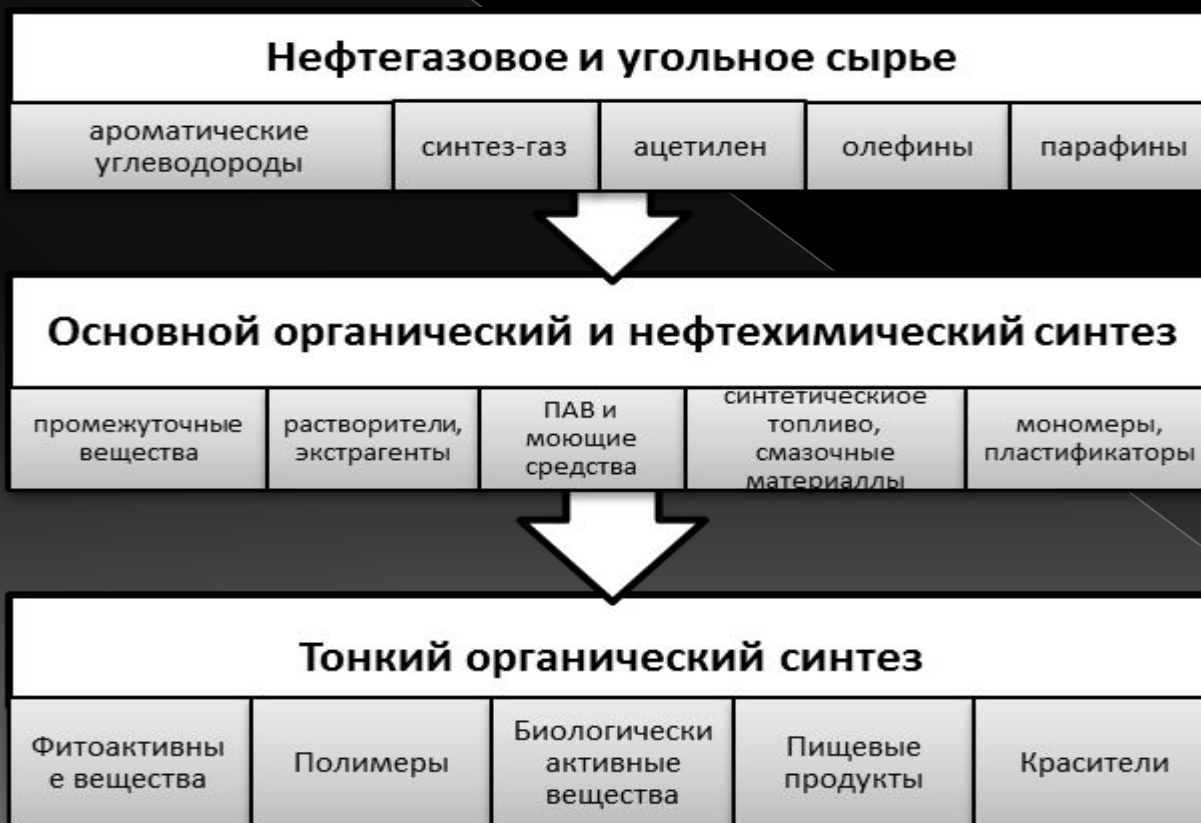 Нефтегазовое и угольное сырье
ароматические
углеводороды
синтез-газ
ацетилен
олефины
парафины
Основной органический и нефтехимический синтез
промежуточные
вещества
растворители,
экстрагенты
ПАВ и
моющие
средства
синтетическиое
топливо,
смазочные
материаллы
мономеры,
пластификаторы
Тонкий органический синтез
Фитоактивны
е вещества
Полимеры
Биологически
активные
вещества
Пищевые
продукты
Красители